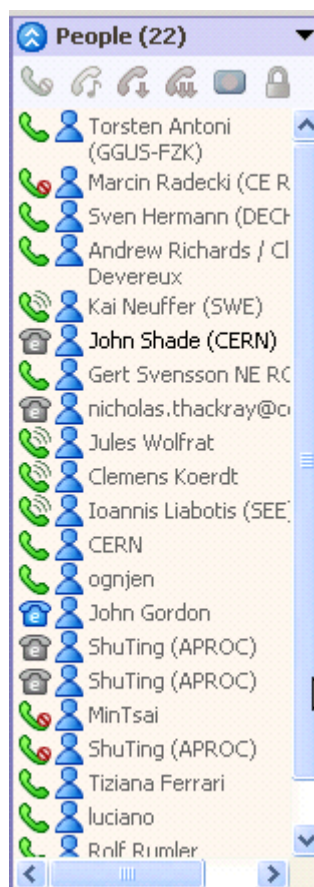 People (22)
Torsten Antoni
(GGUS-FZK)
Marcin Radecki (CE R
Sven Hermann (DECH
Andrew Richards / Cl
Devereux
Kai Neuffer (SWE)
John Shade (CERN)
Gert Svensson NE RC
nicholas.thackray@c
Jules Wolfrat
Clemens Koerdt
Ioannis Liabotis (SEE)
CERN
ognjen
John Gordon
ShuTing (APROC)
ShuTing (APROC)
MinTsai
ShuTing (APROC)
Tiziana Ferrari
luciano
Rolf Rumler